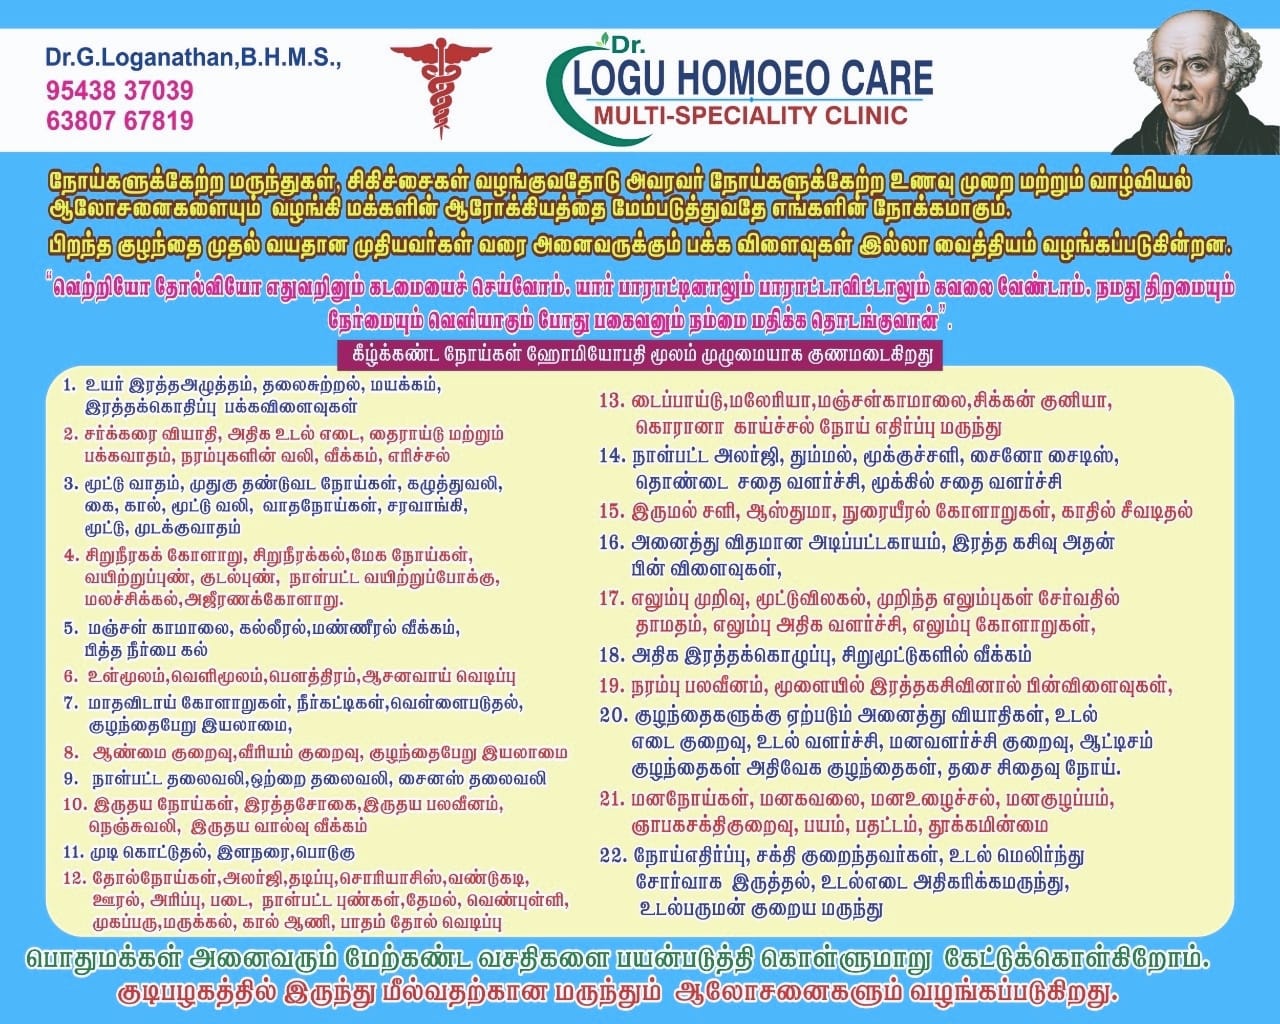 Dr.G.Loganathan,B.H.M.S.,
95438 37039
63807 67819
Dr.
LOGU HOMOEO CARE
MULTI-SPECIALITY CLINIC
நோய்களுக்கேற்ற மருந்துகள், சிகிச்சைகள் வழங்குவதோடு அவரவர் நோய்களுக்கேற்ற உணவு முறை மற்றும் வாழ்வியல்
ஆலோசனைகளையும் வழங்கி மக்களின் ஆரோக்கியத்தை மேம்படுத்துவதே எங்களின் நோக்கமாகும்.
பிறந்த குழந்தை முதல் வயதான முதியவர்கள் வரை அனைவருக்கும் பக்க விளைவுகள் இல்லா வைத்தியம் வழங்கப்படுகின்றன.
“வெற்றியோ தோல்வியோ எதுவறினும் கடமையைச் செய்வோம். யார் பாராட்டினாலும் பாராட்டாவிட்டாலும் கவலை வேண்டாம். நமது திறமையும்
நேர்மையும் வெளியாகும் போது பகைவனும் நம்மை மதிக்க தொடங்குவான்”.
கீழ்க்கண்ட நோய்கள் ஹோமியோபதி மூலம் முழுமையாக குணமடைகிறது
1. உயர் இரத்தஅழுத்தம், தலைசுற்றல், மயக்கம்,
இரத்தக்கொதிப்பு பக்கவிளைவுகள்
2. சர்க்கரை வியாதி, அதிக உடல் எடை, தைராய்டு மற்றும்
பக்கவாதம், நரம்புகளின் வலி, வீக்கம், எரிச்சல்
3. மூட்டு வாதம், முதுகு தண்டுவட நோய்கள், கழுத்துவலி,
கை, கால், மூட்டு வலி, வாதநோய்கள், சரவாங்கி,
மூட்டு, முடக்குவாதம்
4. சிறுநீரகக் கோளாறு, சிறுநீரக்கல்,மேக நோய்கள்,
வயிற்றுப்புண், குடல்புண், நாள்பட்ட வயிற்றுப்போக்கு,
மலச்சிக்கல்,அஜீரணக்கோளாறு.
5. மஞ்சள் காமாலை, கல்லீரல்,மண்ணீரல் வீக்கம்,
பித்த நீர்பை கல்
6. உள்மூலம்,வெளிமூலம்,பௌத்திரம்,ஆசனவாய் வெடிப்பு
7. மாதவிடாய் கோளாறுகள், நீர்கட்டிகள்,வெள்ளைபடுதல்,
குழந்தைபேறு இயலாமை,
8. ஆண்மை குறைவு,வீரியம் குறைவு, குழந்தைபேறு இயலாமை
9. நாள்பட்ட தலைவலி,ஒற்றை தலைவலி, சைனஸ் தலைவலி
10. இருதய நோய்கள், இரத்தசோகை,இருதய பலவீனம்,
நெஞ்சுவலி, இருதய வால்வு வீக்கம்
11. முடி கொட்டுதல், இளநரை,பொடுகு
12. தோல்நோய்கள்,அலர்ஜி,தடிப்பு,சொரியாசிஸ்,வண்டுகடி,
ஊரல், அரிப்பு, படை, நாள்பட்ட புண்கள்,தேமல், வெண்புள்ளி,
முகப்பரு,மருக்கல், கால் ஆணி, பாதம் தோல் வெடிப்பு
13. டைப்பாய்டு,மலேரியா,மஞ்சள்காமாலை,சிக்கன் குனியா,
கொரானா காய்ச்சல் நோய் எதிர்ப்பு மருந்து
14. நாள்பட்ட அலர்ஜி, தும்மல், மூக்குச்சளி, சைனோ சைடிஸ்,
தொண்டை சதை வளர்ச்சி, மூக்கில் சதை வளர்ச்சி
15. இருமல் சளி, ஆஸ்துமா, நுரையீரல் கோளாறுகள், காதில் சீவடிதல்
16. அனைத்து விதமான அடிப்பட்டகாயம், இரத்த கசிவு அதன்
பின் விளைவுகள்,
17. எலும்பு முறிவு, மூட்டுவிலகல், முறிந்த எலும்புகள் சேர்வதில்
தாமதம், எலும்பு அதிக வளர்ச்சி, எலும்பு கோளாறுகள்,
18. அதிக இரத்தக்கொழுப்பு, சிறுமூட்டுகளில் வீக்கம்
19. நரம்பு பலவீனம், மூளையில் இரத்தகசிவினால் பின்விளைவுகள்,
20. குழந்தைகளுக்கு ஏற்படும் அனைத்து வியாதிகள், உடல்
எடை குறைவு, உடல் வளர்ச்சி, மனவளர்ச்சி குறைவு, ஆட்டிசம்
குழந்தைகள் அதிவேக குழந்தைகள், தசை சிதைவு நோய்.
21. மனநோய்கள், மனகவலை, மனஉழைச்சல், மனகுழப்பம்,
ஞாபகசக்திகுறைவு, பயம், பதட்டம், தூக்கமின்மை
22. நோய்எதிர்ப்பு, சக்தி குறைந்தவர்கள், உடல் மெலிர்ந்து
சோர்வாக இருத்தல், உடல்எடை அதிகரிக்கமருந்து,
உடல்பருமன் குறைய மருந்து
பொதுமக்கள் அனைவரும் மேற்கண்ட வசதிகளை பயன்படுத்தி கொள்ளுமாறு கேட்டுக்கொள்கிறோம்.
குடிபழகத்தில் இருந்து மீல்வதற்கான மருந்தும் ஆலோசனைகளும் வழங்கப்படுகிறது.